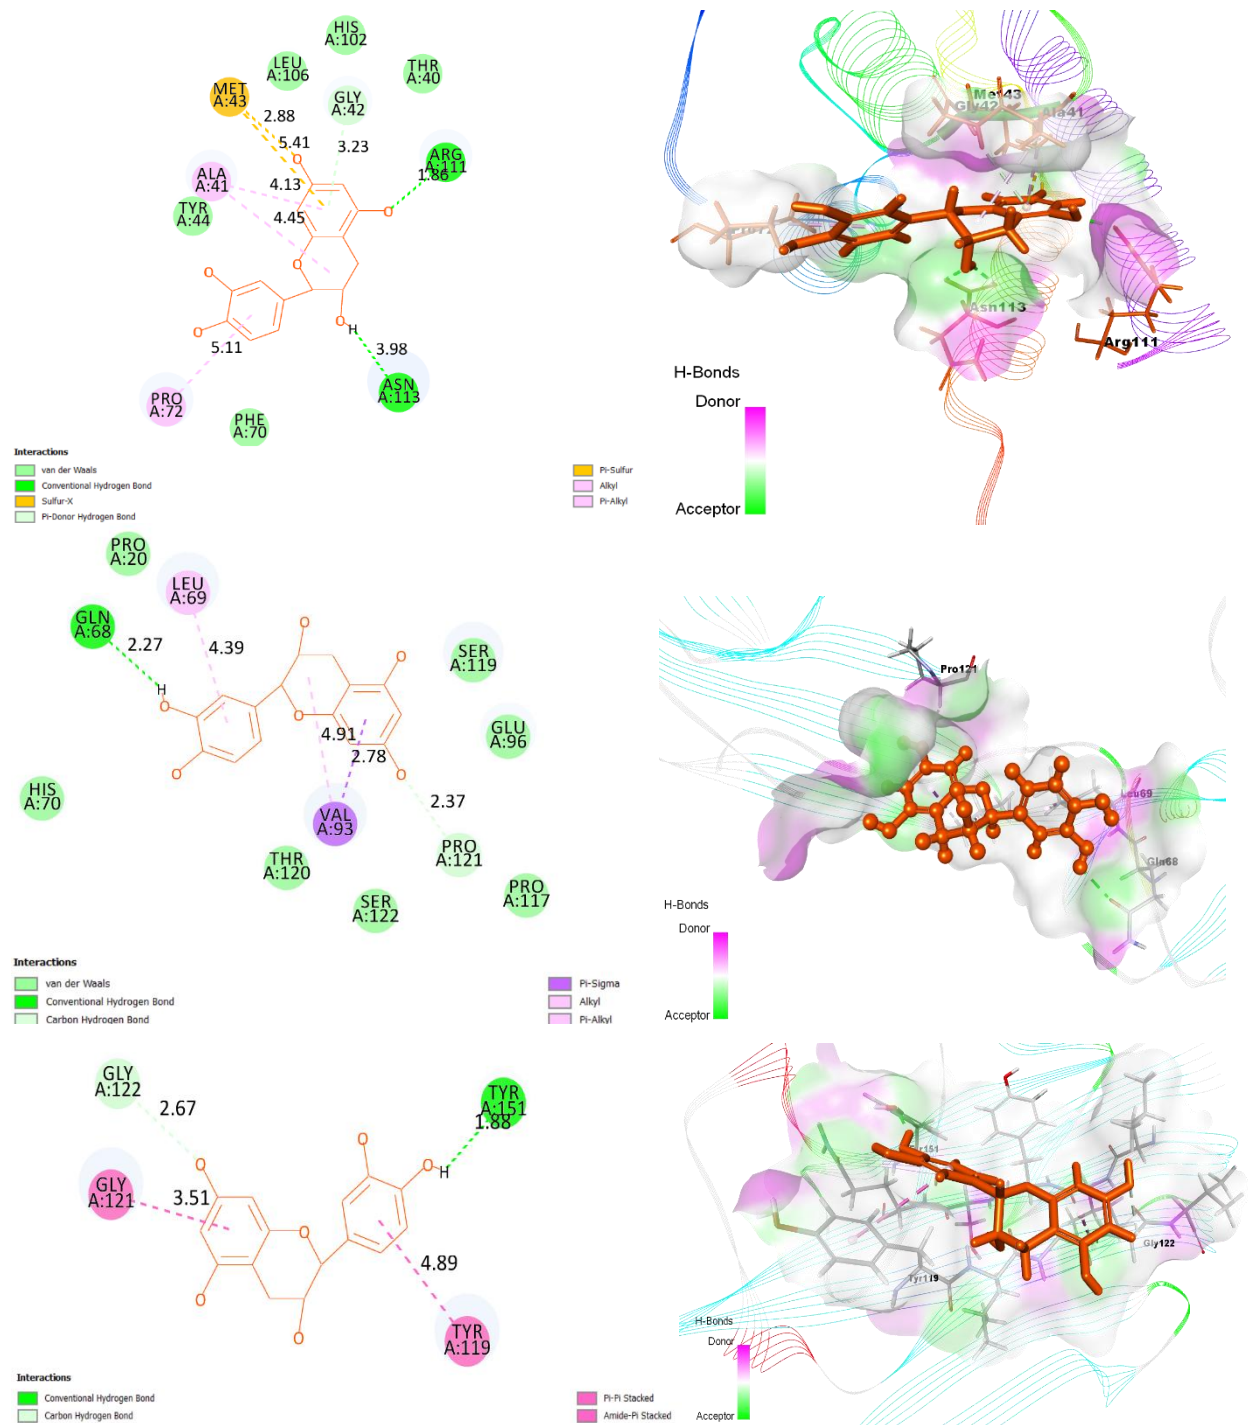 HIS
A:102
LEU
A:106
THR
A:40
MET
A:43
GLY
A:42
2.88
5.41
3.23
ARG
A:111
1.86
ALA
A:41
4.13
TYR
A:44
4.45
O
O
O
O
O
O
H
5.11
3.98
ASN
A:113
PRO
A:72
PHE
A:70
Interactions
van der Waals
Conventional Hydrogen Bond
Sulfur-X
Pi-Donor Hydrogen Bond
Pi-Sulfur
Alkyl
Pi-Alkyl
Met43
Gly42
Ala41
Asn113
Arg111
H-Bonds
Donor
Acceptor
PRO
A:20
LEU
A:69
GLN
A:68
2.27
4.39
H
O
O
O
O
O
O
SER
A:119
GLU
A:96
4.91
2.78
HIS
A:70
VAL
A:93
2.37
PRO
A:121
THR
A:120
SER
A:122
PRO
A:117
Interactions
van der Waals
Conventional Hydrogen Bond
Carbon Hydrogen Bond
Pi-Sigma
Alkyl
Pi-Alkyl
Pro121
Leu69
Gln68
H-Bonds
Donor
Acceptor
GLY
A:122
2.67
TYR
A:151
1.88
GLY
A:121
3.51
O
O
O
H
O
O
O
4.89
TYR
A:119
Interactions
Conventional Hydrogen Bond
Carbon Hydrogen Bond
Pi-Pi Stacked
Amide-Pi Stacked
Tyr119
Gly122
H-Bonds
Donor
Acceptor